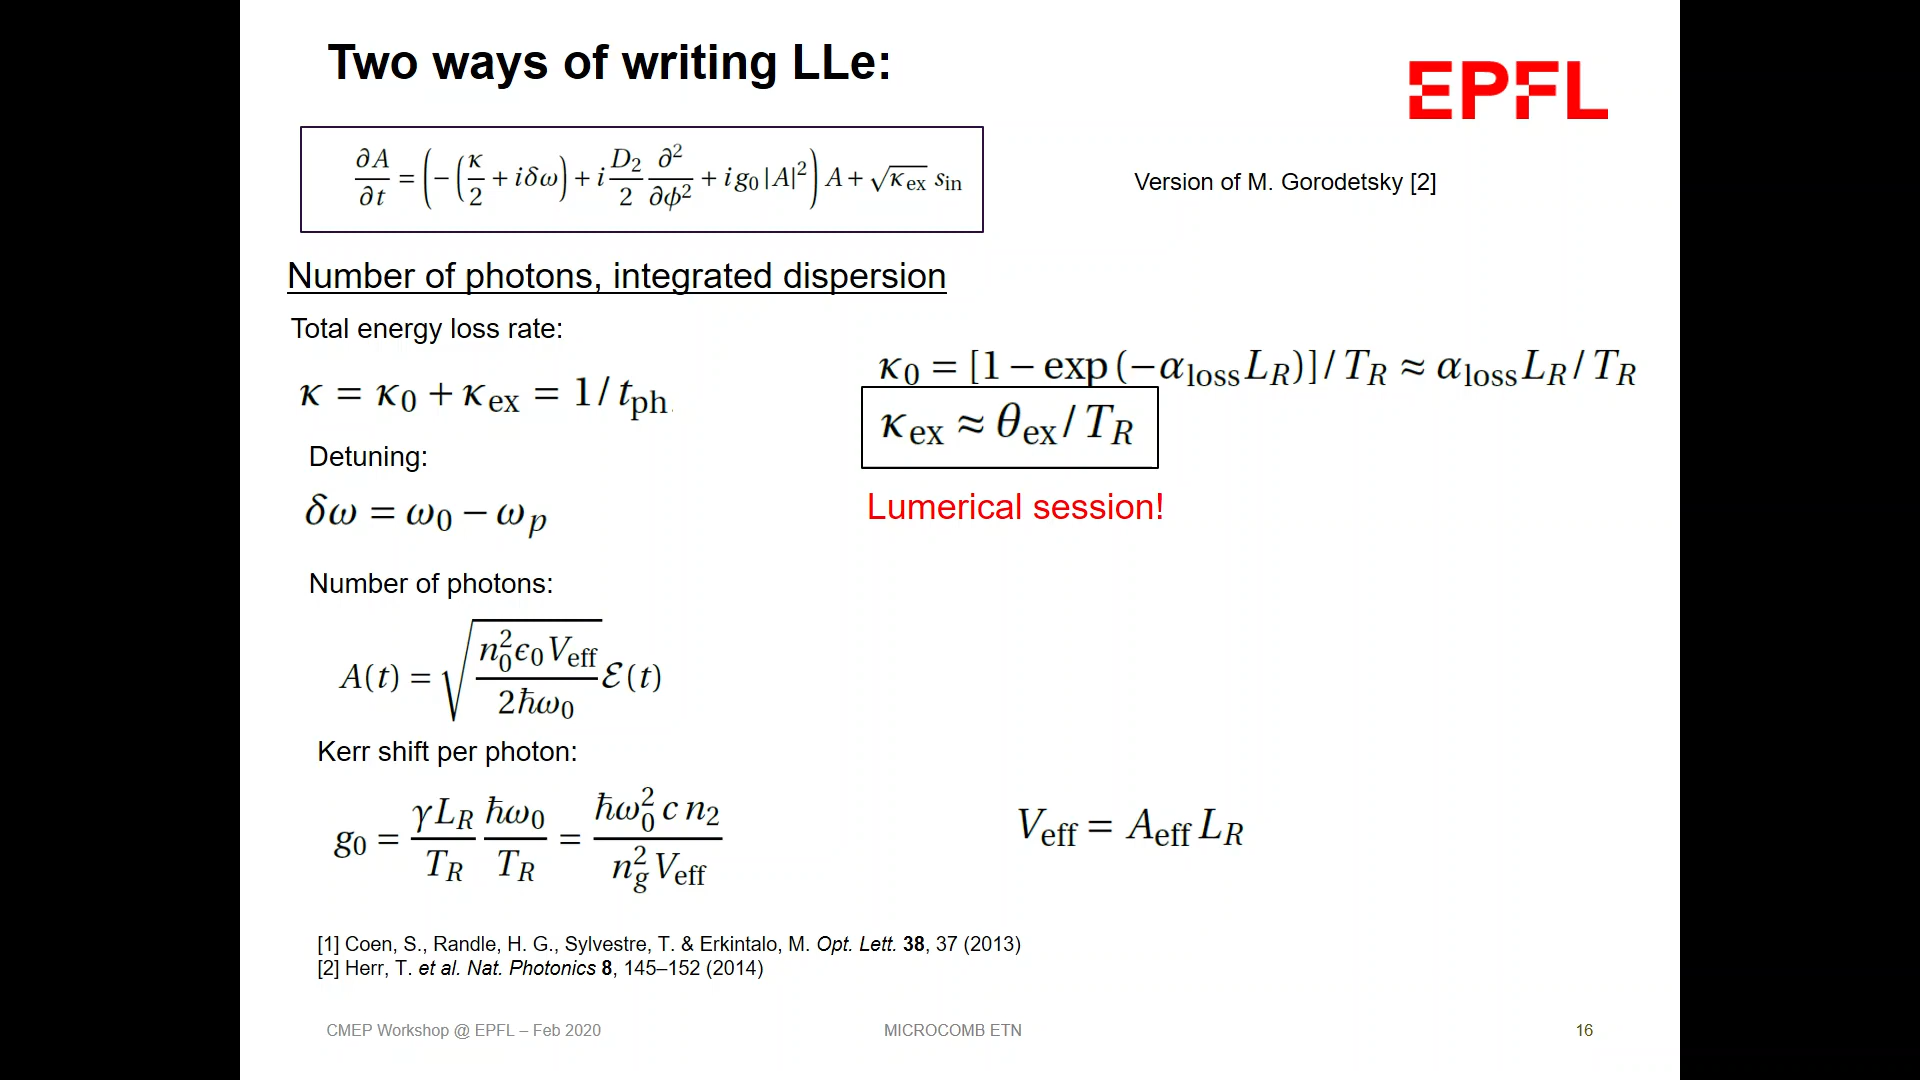 Two ways of writing LLe:
EPFL
∂A/∂t = (−(κ/2 + iδω) + i D₂/2 ∂²/∂ϕ² + i g₀|A|²) A + √κ_ex s_in
Version of M. Gorodetsky [2]
Number of photons, integrated dispersion
Total energy loss rate:
κ = κ₀ + κ_ex = 1/t_ph.
κ₀ = [1 − exp(−α_loss L_R)]/T_R ≈ α_loss L_R/T_R
κ_ex ≈ θ_ex/T_R
Detuning:
δω = ω₀ − ω_p
Lumerical session!
Number of photons:
A(t) = √(n₀²ϵ₀V_eff / 2ℏω₀) ℰ(t)
Kerr shift per photon:
g₀ = γL_R/T_R ℏω₀/T_R = ℏω₀² c n₂ / n_g² V_eff
V_eff = A_eff L_R
[1] Coen, S., Randle, H. G., Sylvestre, T. & Erkintalo, M. Opt. Lett. 38, 37 (2013)
[2] Herr, T. et al. Nat. Photonics 8, 145–152 (2014)
CMEP Workshop @ EPFL – Feb 2020
MICROCOMB ETN
16